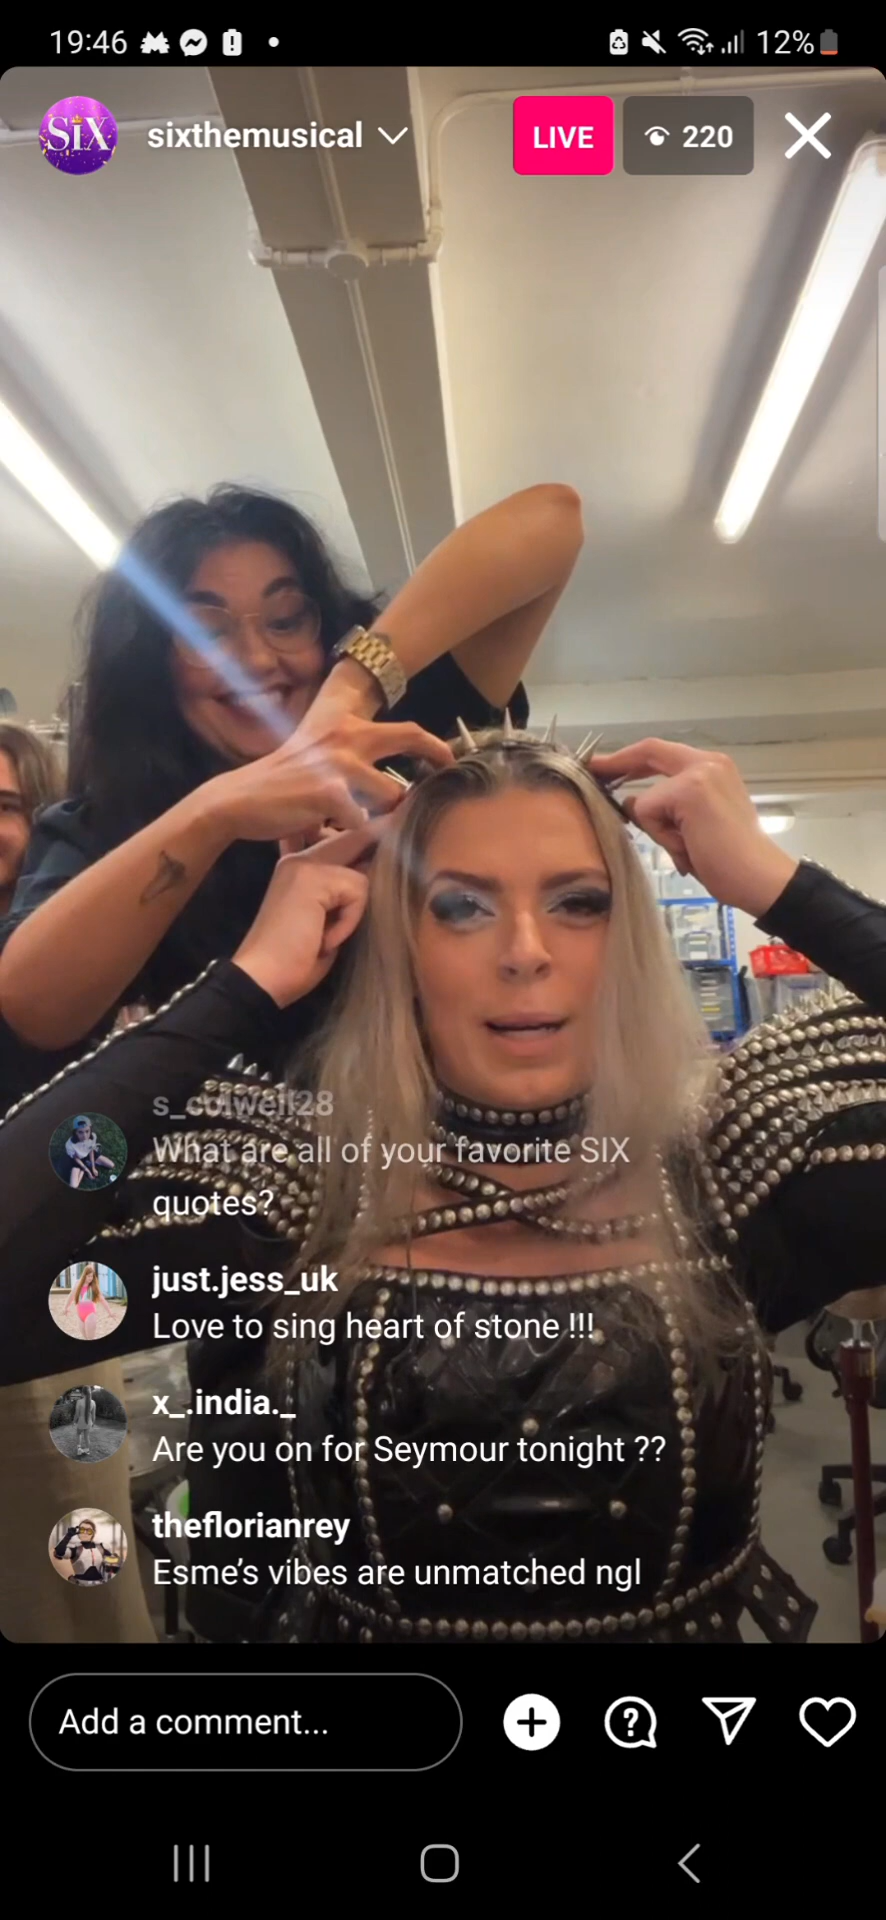 19:46
12%
SiX
sixthemusical
LIVE
220
s_colwell28
What are all of your favorite SIX
quotes?
just.jess_uk
Love to sing heart of stone !!!
x_.india._
Are you on for Seymour tonight ??
theflorianrey
Esme’s vibes are unmatched ngl
Add a comment...